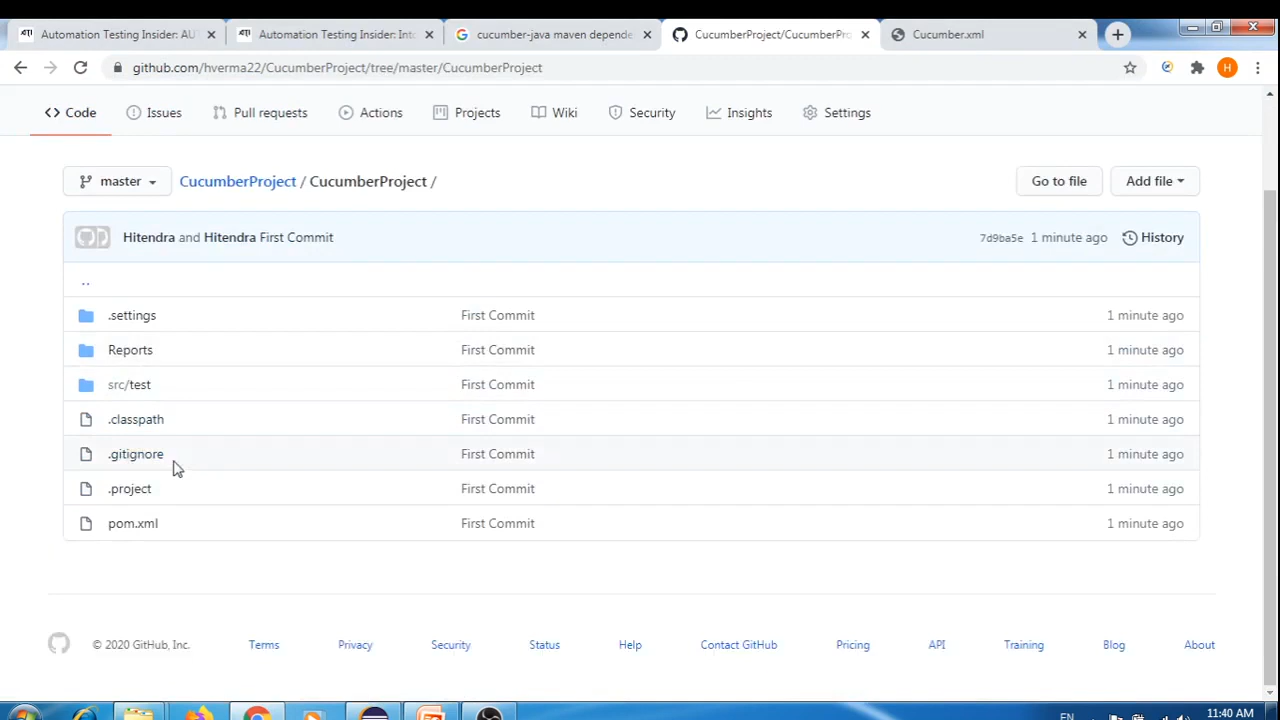 Automation Testing Insider: AUT
Automation Testing Insider: Intr
cucumber-java maven depende
CucumberProject/CucumberPro
Cucumber.xml
github.com/hverma22/CucumberProject/tree/master/CucumberProject
H
Code
Issues
Pull requests
Actions
Projects
Wiki
Security
Insights
Settings
master
CucumberProject / CucumberProject /
Go to file
Add file
Hitendra and Hitendra First Commit
7d9ba5e 1 minute ago
History
..
.settings First Commit 1 minute ago
Reports First Commit 1 minute ago
src/test First Commit 1 minute ago
.classpath First Commit 1 minute ago
.gitignore First Commit 1 minute ago
.project First Commit 1 minute ago
pom.xml First Commit 1 minute ago
© 2020 GitHub, Inc. Terms Privacy Security Status Help Contact GitHub Pricing API Training Blog About
EN
11:40 AM